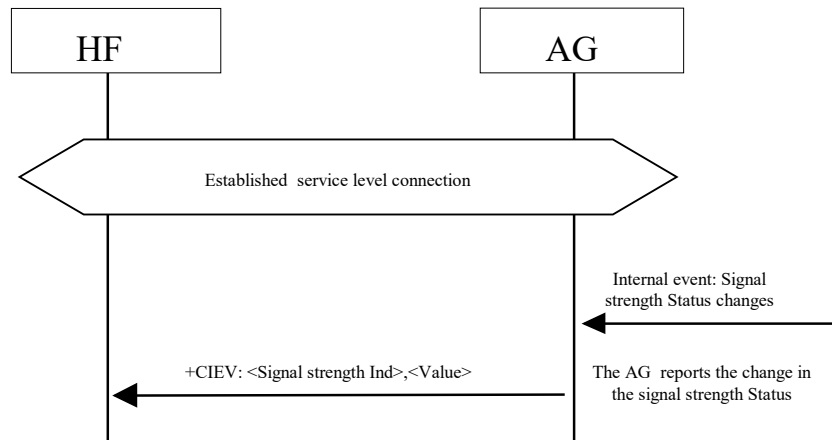 HF
AG
Established service level connection
Internal event: Signal
strength Status changes
+CIEV: <Signal strength Ind>,<Value>
The AG reports the change in
the signal strength Status